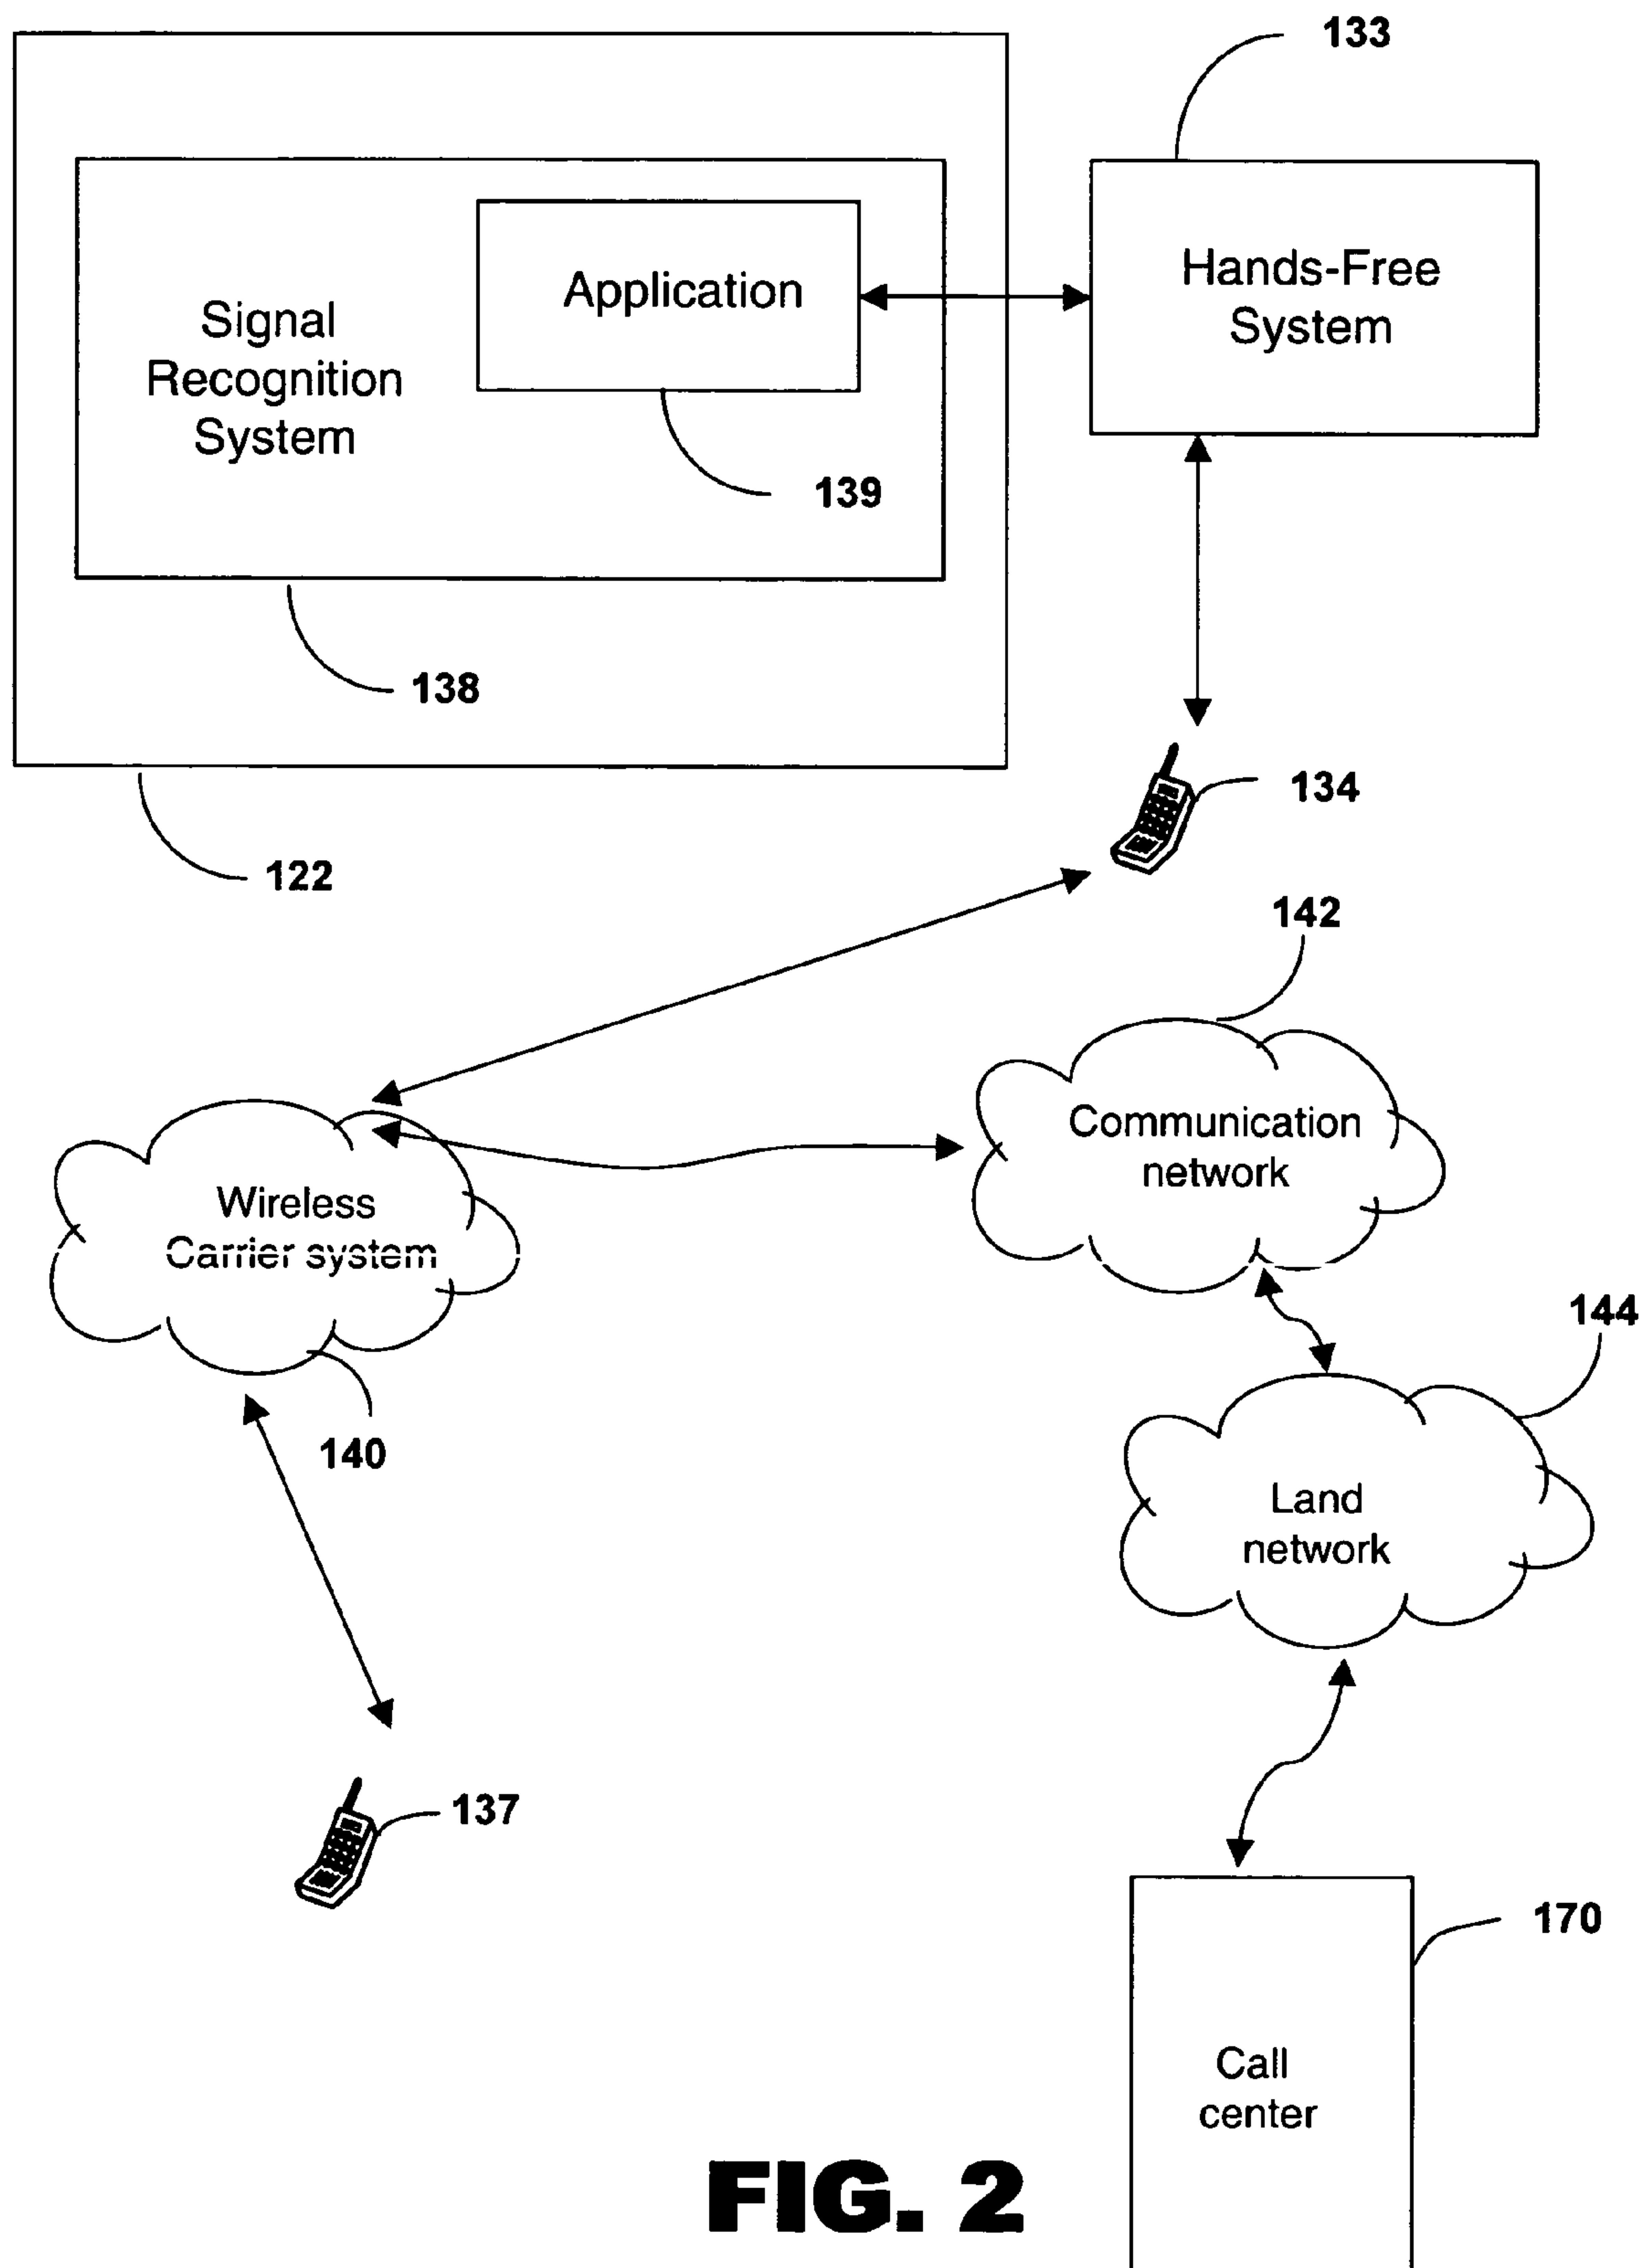 133
Hands-Free
System
Application
Signal
Recognition
System
139
138
134
122
142
Communication
network
Wireless
Carrier system
144
140
Land
network
137
170
Call
center
FIG. 2